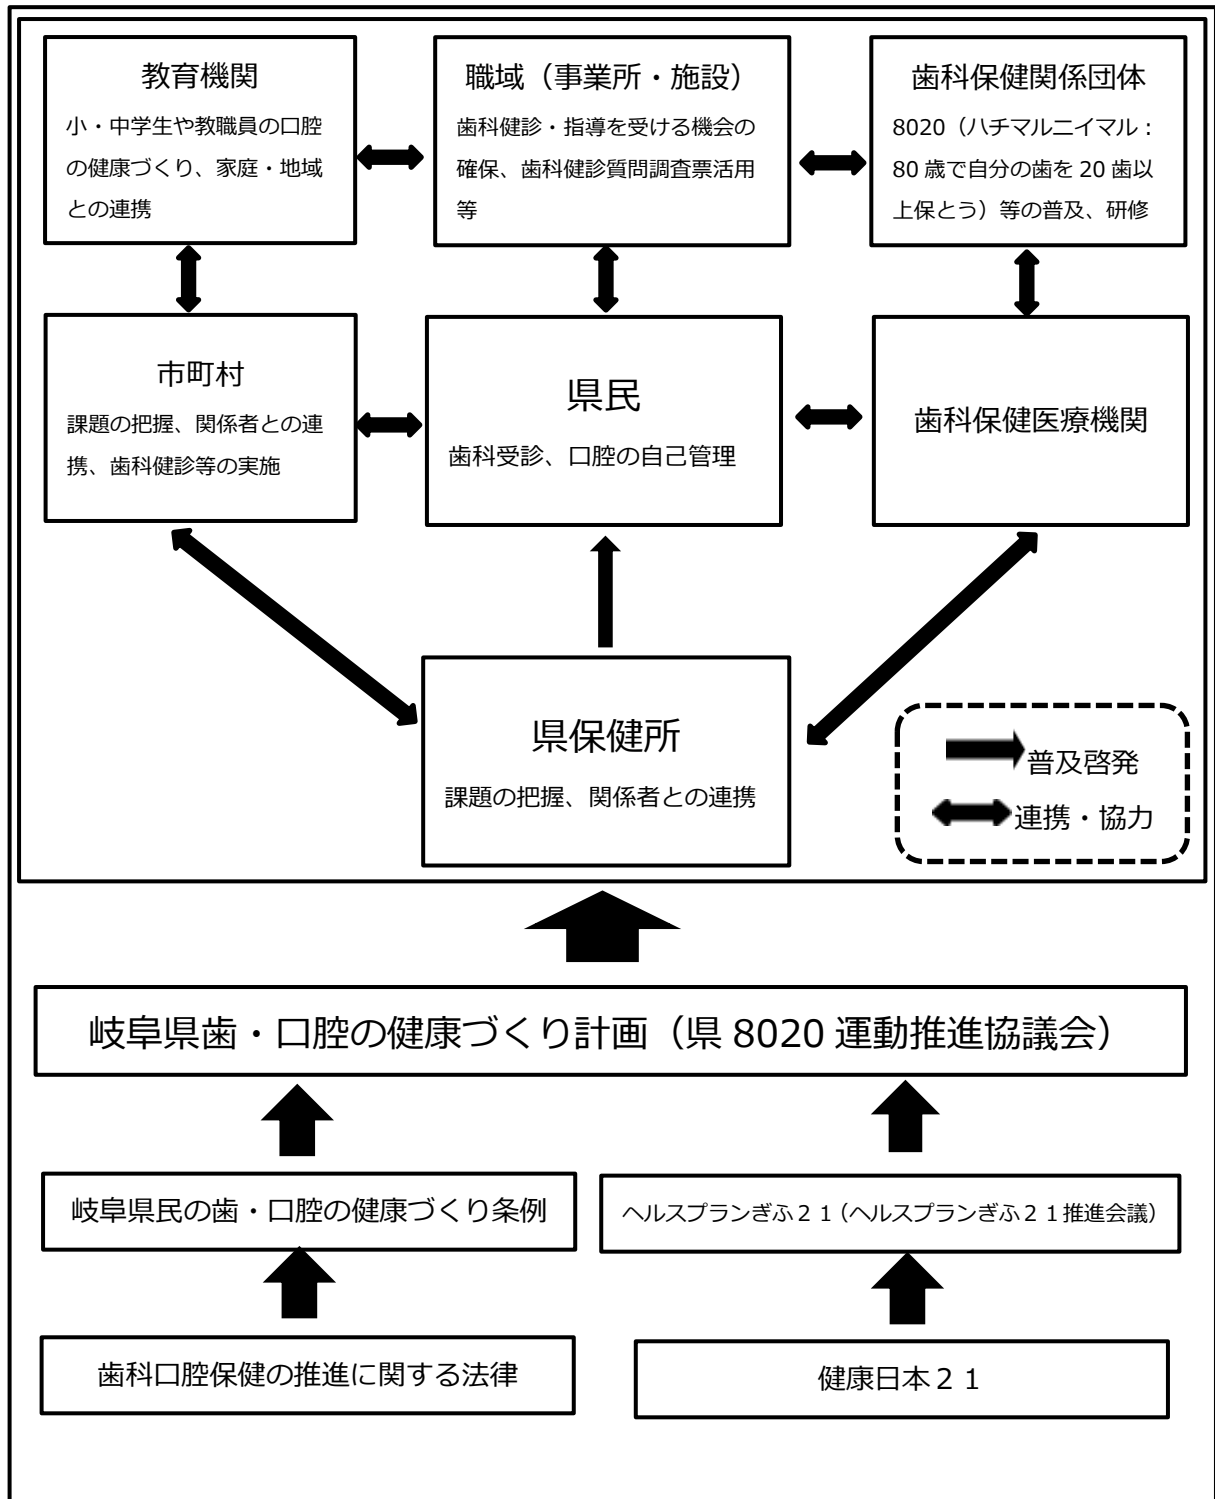 教育機関
小・中学生や教職員の口腔
の健康づくり、家庭・地域
との連携
職域（事業所・施設）
歯科健診・指導を受ける機会の
確保、歯科健診質問調査票活用
等
歯科保健関係団体
8020（ハチマルニイマル：
80 歳で自分の歯を 20 歯以
上保とう）等の普及、研修
市町村
課題の把握、関係者との連
携、歯科健診等の実施
県民
歯科受診、口腔の自己管理
歯科保健医療機関
県保健所
課題の把握、関係者との連携
普及啓発
連携・協力
岐阜県歯・口腔の健康づくり計画（県 8020 運動推進協議会）
岐阜県民の歯・口腔の健康づくり条例
ヘルスプランぎふ２１（ヘルスプランぎふ２１推進会議）
歯科口腔保健の推進に関する法律
健康日本２１